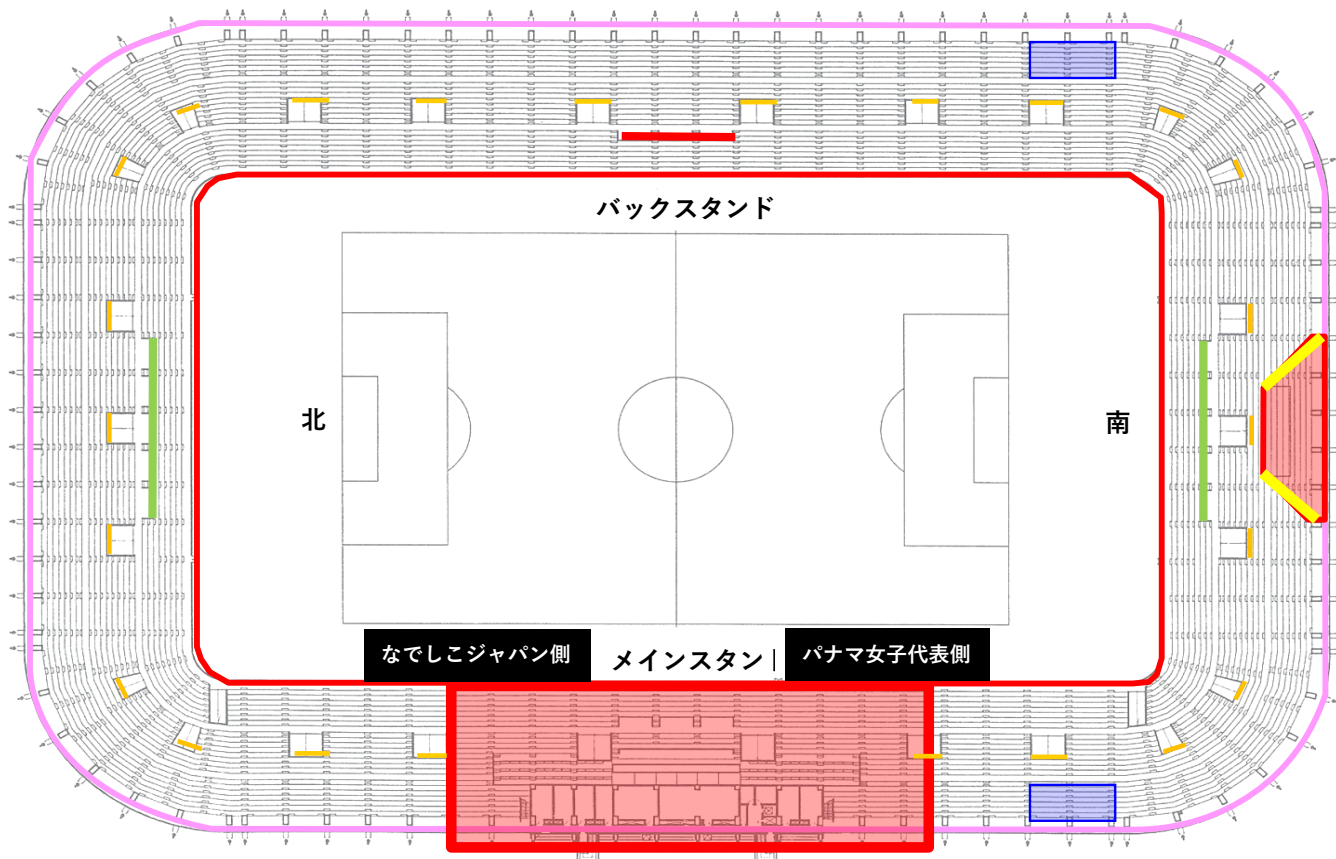 バックスタンド
北
南
なでしこジャパン側
メインスタン
パナマ女子代表側